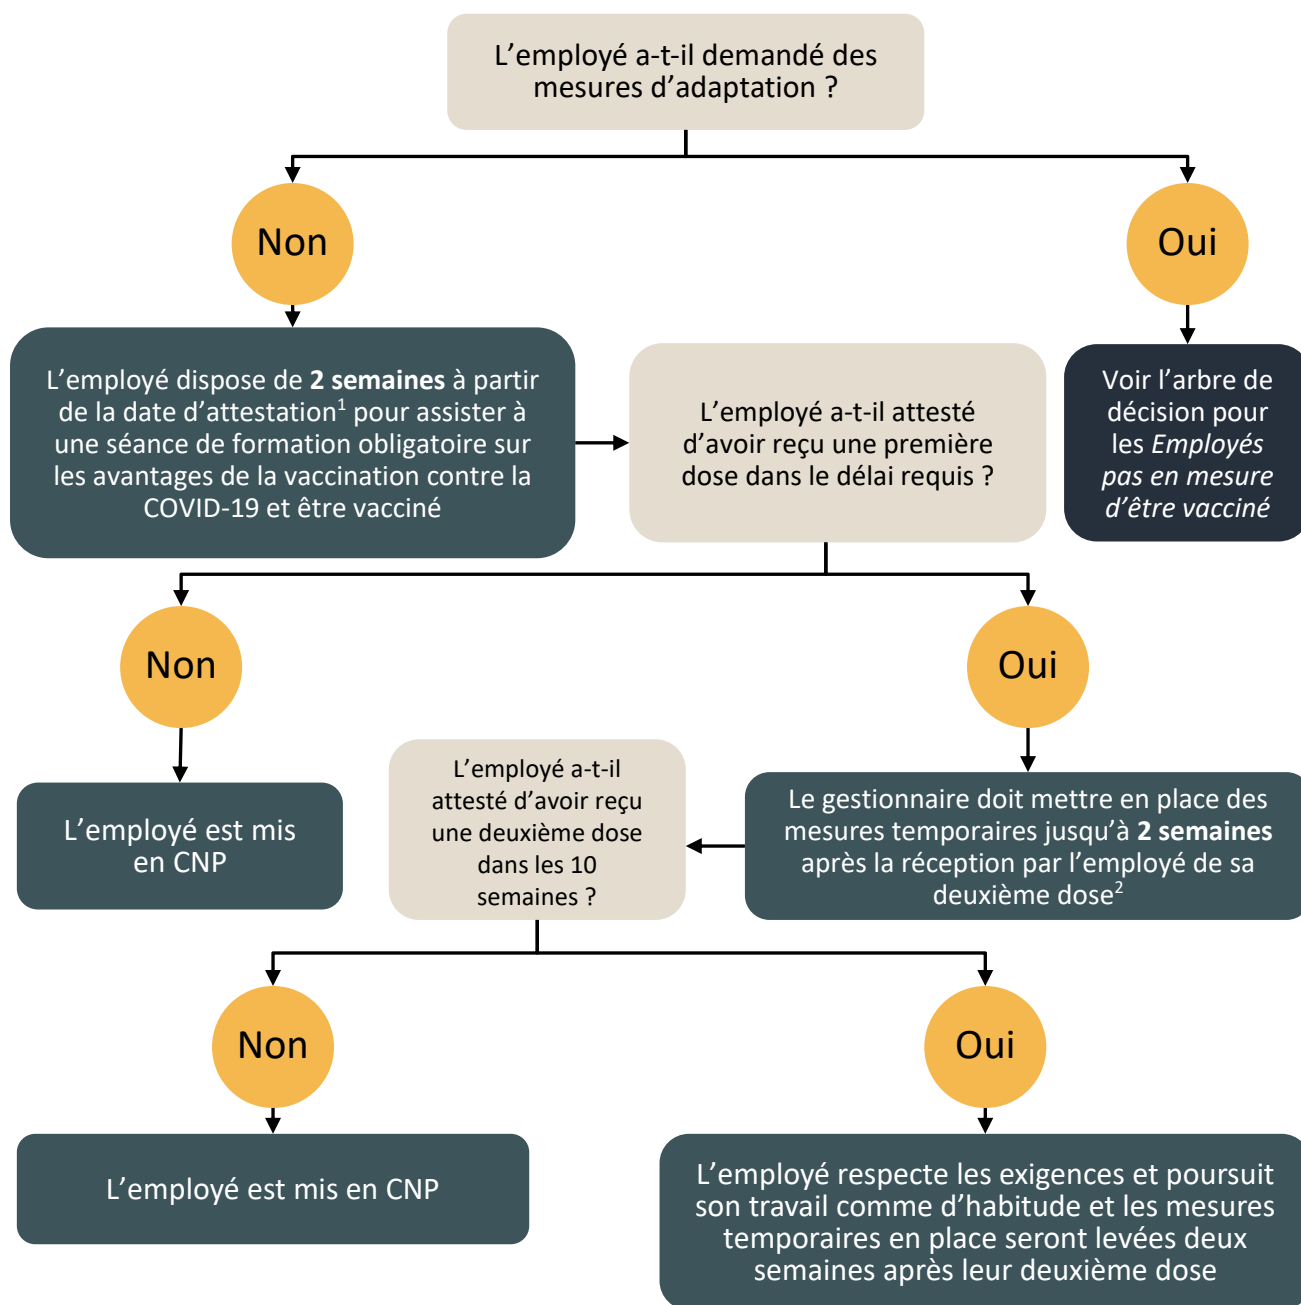 L’employé a-t-il demandé des
mesures d’adaptation ?
Non
Oui
L’employé dispose de 2 semaines à partir
de la date d’attestation1 pour assister à
une séance de formation obligatoire sur
les avantages de la vaccination contre la
COVID-19 et être vacciné
L’employé a-t-il attesté
d’avoir reçu une première
dose dans le délai requis ?
Voir l’arbre de
décision pour
les Employés
pas en mesure
d’être vacciné
Non
Oui
L’employé est mis
en CNP
L’employé a-t-il
attesté d’avoir reçu
une deuxième dose
dans les 10
semaines ?
Le gestionnaire doit mettre en place des
mesures temporaires jusqu’à 2 semaines
après la réception par l’employé de sa
deuxième dose2
Non
Oui
L’employé est mis en CNP
L’employé respecte les exigences et poursuit
son travail comme d’habitude et les mesures
temporaires en place seront levées deux
semaines après leur deuxième dose